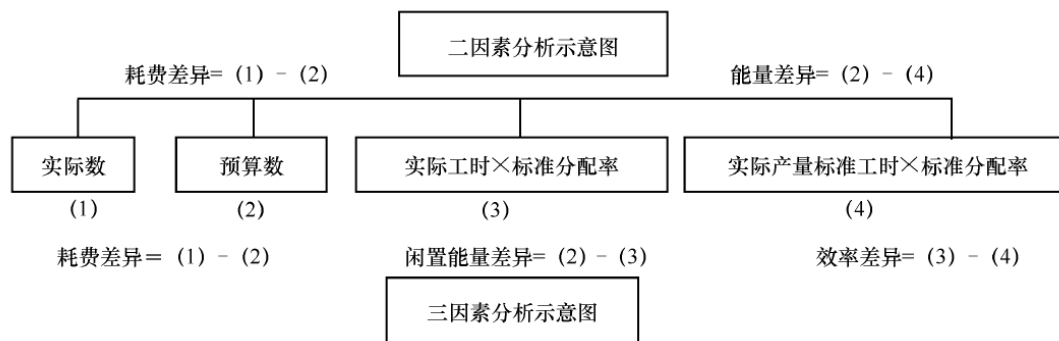 二因素分析示意图
耗费差异= (1) - (2)
能量差异= (2) - (4)
实际数
预算数
实际工时×标准分配率
实际产量标准工时×标准分配率
(1)
(2)
(3)
(4)
耗费差异= (1) - (2)
闲置能量差异= (2) - (3)
效率差异= (3) - (4)
三因素分析示意图